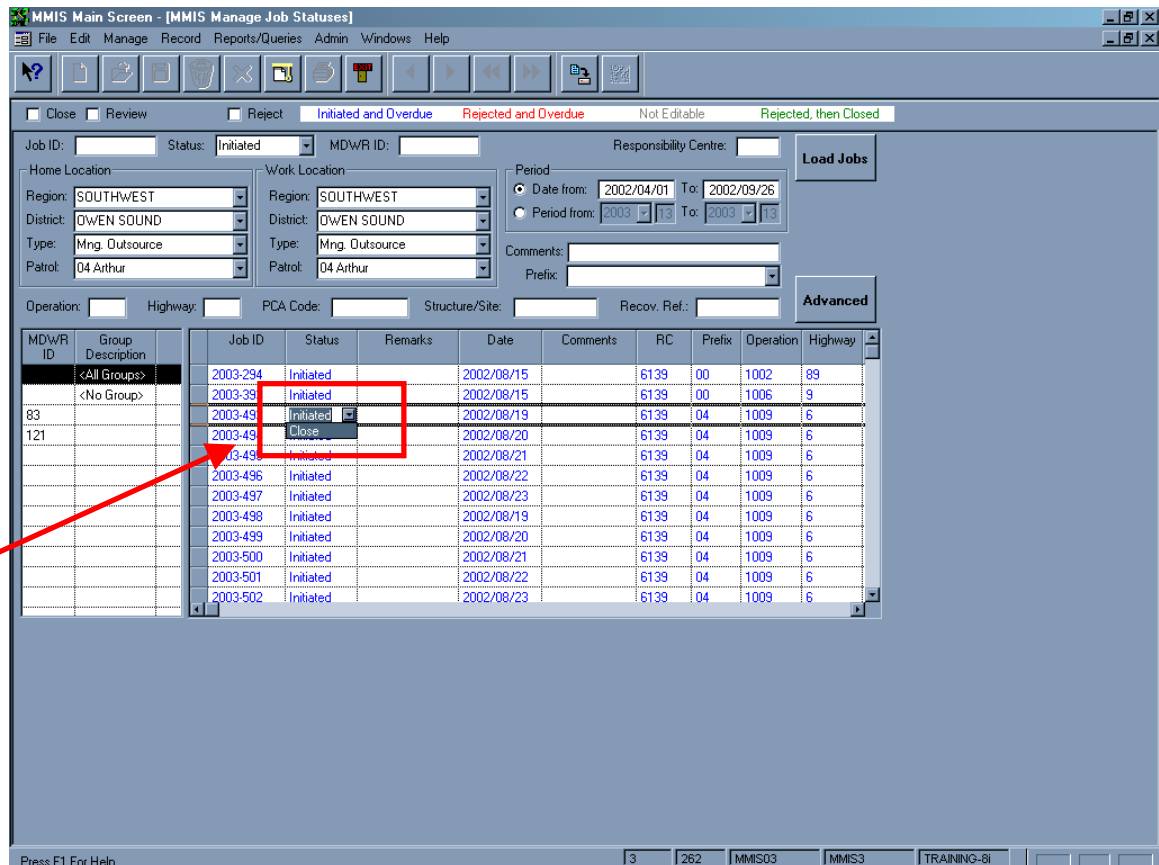 MMIS Main Screen - [MMIS Manage Job Statuses]
File Edit Manage Record Reports/Queries Admin Windows Help
EXIT
Close Review Reject Initiated and Overdue Rejected and Overdue Not Editable Rejected, then Closed
Job ID: Status: Initiated MDWR ID: Responsibility Centre: Load Jobs
Home Location Work Location Period
Region: SOUTHWEST Region: SOUTHWEST Date from: 2002/04/01 To: 2002/09/26
District: OWEN SOUND District: OWEN SOUND Period from: 2003 13 To: 2003 13
Type: Mng. Outsource Type: Mng. Outsource Comments:
Patrol: 04 Arthur Patrol: 04 Arthur Prefix:
Operation: Highway: PCA Code: Structure/Site: Recov. Ref.: Advanced
MDWR ID Group Description Job ID Status Remarks Date Comments RC Prefix Operation Highway
<All Groups> 2003-294 Initiated 2002/08/15 6139 00 1002 89
<No Group> 2003-39 Initiated 2002/08/15 6139 00 1006 9
83 2003-49 Initiated 2002/08/19 6139 04 1009 6
121 2003-49 Close 2002/08/20 6139 04 1009 6
2003-495 Initiated 2002/08/21 6139 04 1009 6
2003-496 Initiated 2002/08/22 6139 04 1009 6
2003-497 Initiated 2002/08/23 6139 04 1009 6
2003-498 Initiated 2002/08/19 6139 04 1009 6
2003-499 Initiated 2002/08/20 6139 04 1009 6
2003-500 Initiated 2002/08/21 6139 04 1009 6
2003-501 Initiated 2002/08/22 6139 04 1009 6
2003-502 Initiated 2002/08/23 6139 04 1009 6
Press F1 For Help 3 262 MMIS03 MMIS3 TRAINING-8i